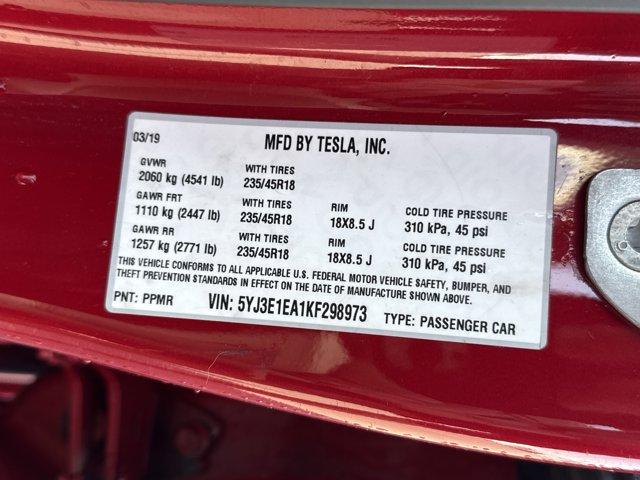 03/19 MFD BY TESLA, INC.
GVWR WITH TIRES
2060 kg (4541 lb) 235/45R18
GAWR FRT WITH TIRES RIM COLD TIRE PRESSURE
1110 kg (2447 lb) 235/45R18 18X8.5 J 310 kPa, 45 psi
GAWR RR WITH TIRES RIM COLD TIRE PRESSURE
1257 kg (2771 lb) 235/45R18 18X8.5 J 310 kPa, 45 psi
THIS VEHICLE CONFORMS TO ALL APPLICABLE U.S. FEDERAL MOTOR VEHICLE SAFETY, BUMPER, AND
THEFT PREVENTION STANDARDS IN EFFECT ON THE DATE OF MANUFACTURE SHOWN ABOVE.
PNT: PPMR VIN: 5YJ3E1EA1KF298973 TYPE: PASSENGER CAR